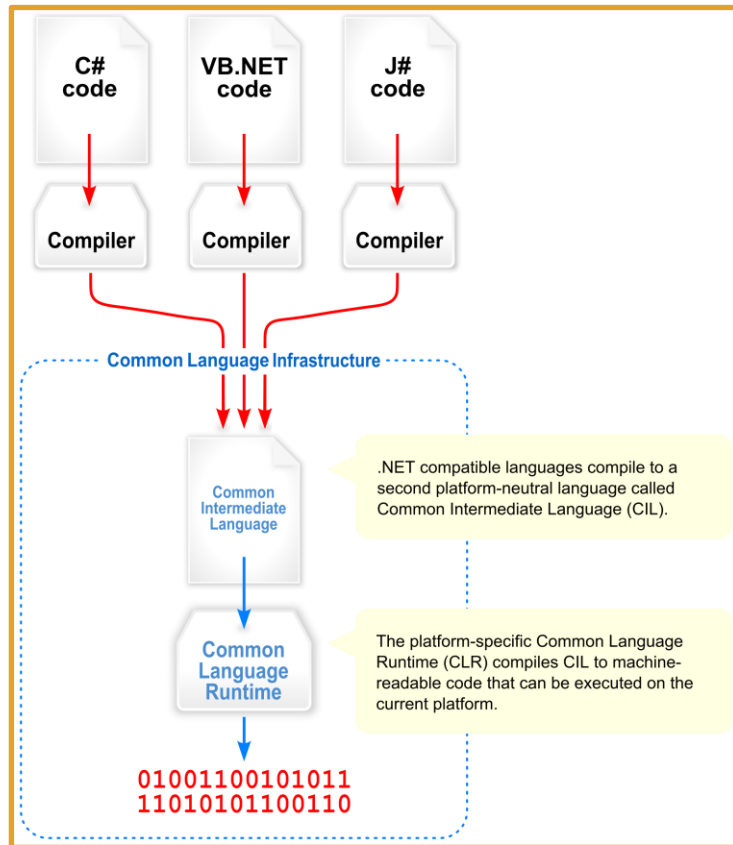 C#
code
VB.NET
code
J#
code
Compiler
Compiler
Compiler
Common Language Infrastructure
Common
Intermediate
Language
.NET compatible languages compile to a
second platform-neutral language called
Common Intermediate Language (CIL).
Common
Language
Runtime
The platform-specific Common Language
Runtime (CLR) compiles CIL to machine-
readable code that can be executed on the
current platform.
01001100101011
11010101100110